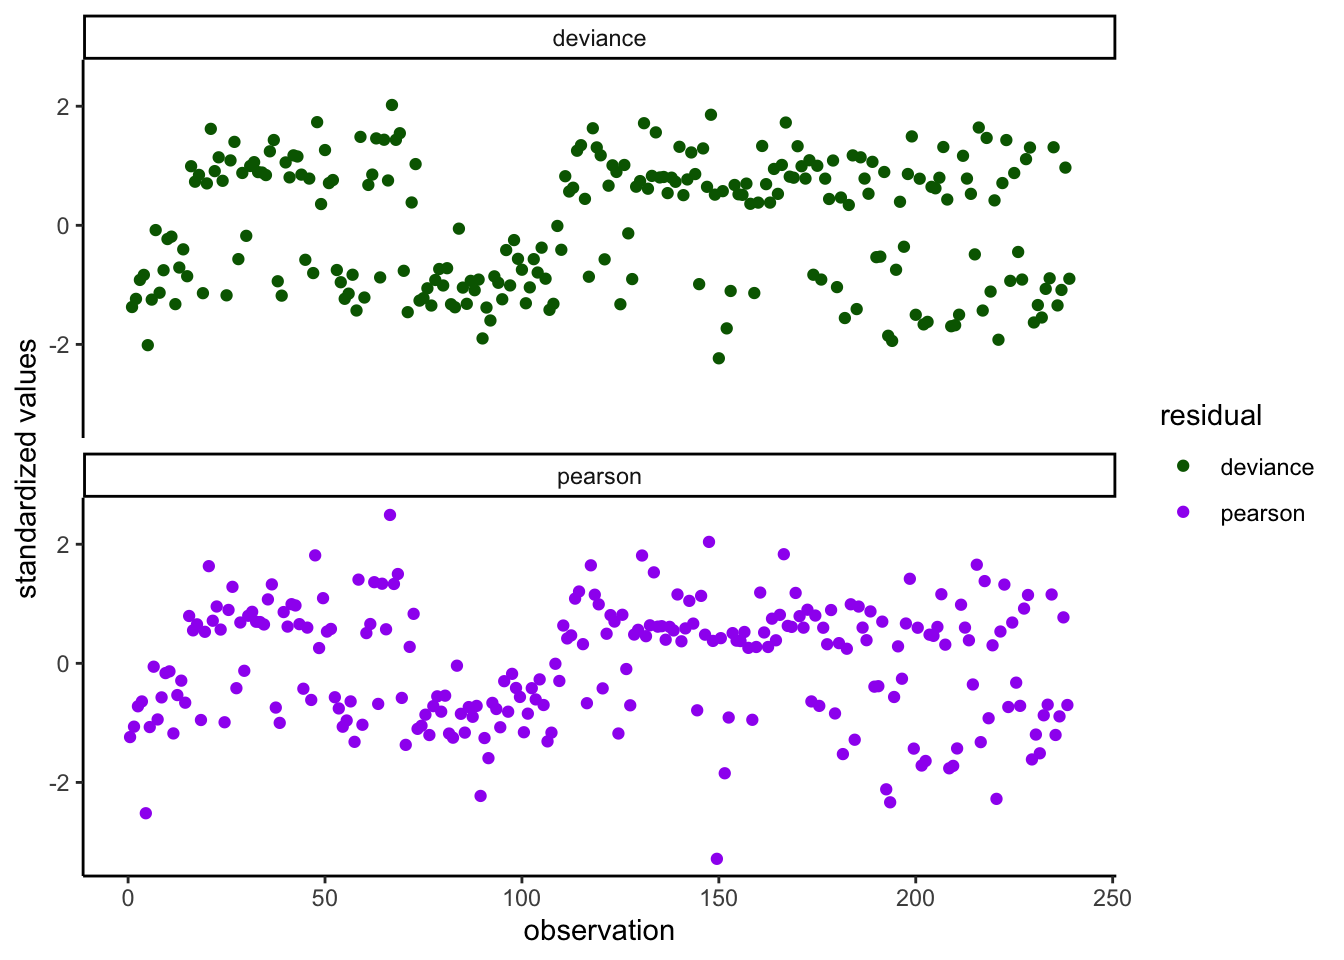 deviance
2
0
-2
pearson
2
0
-2
0 50 100 150 200 250
observation
standardized values
residual
deviance
pearson